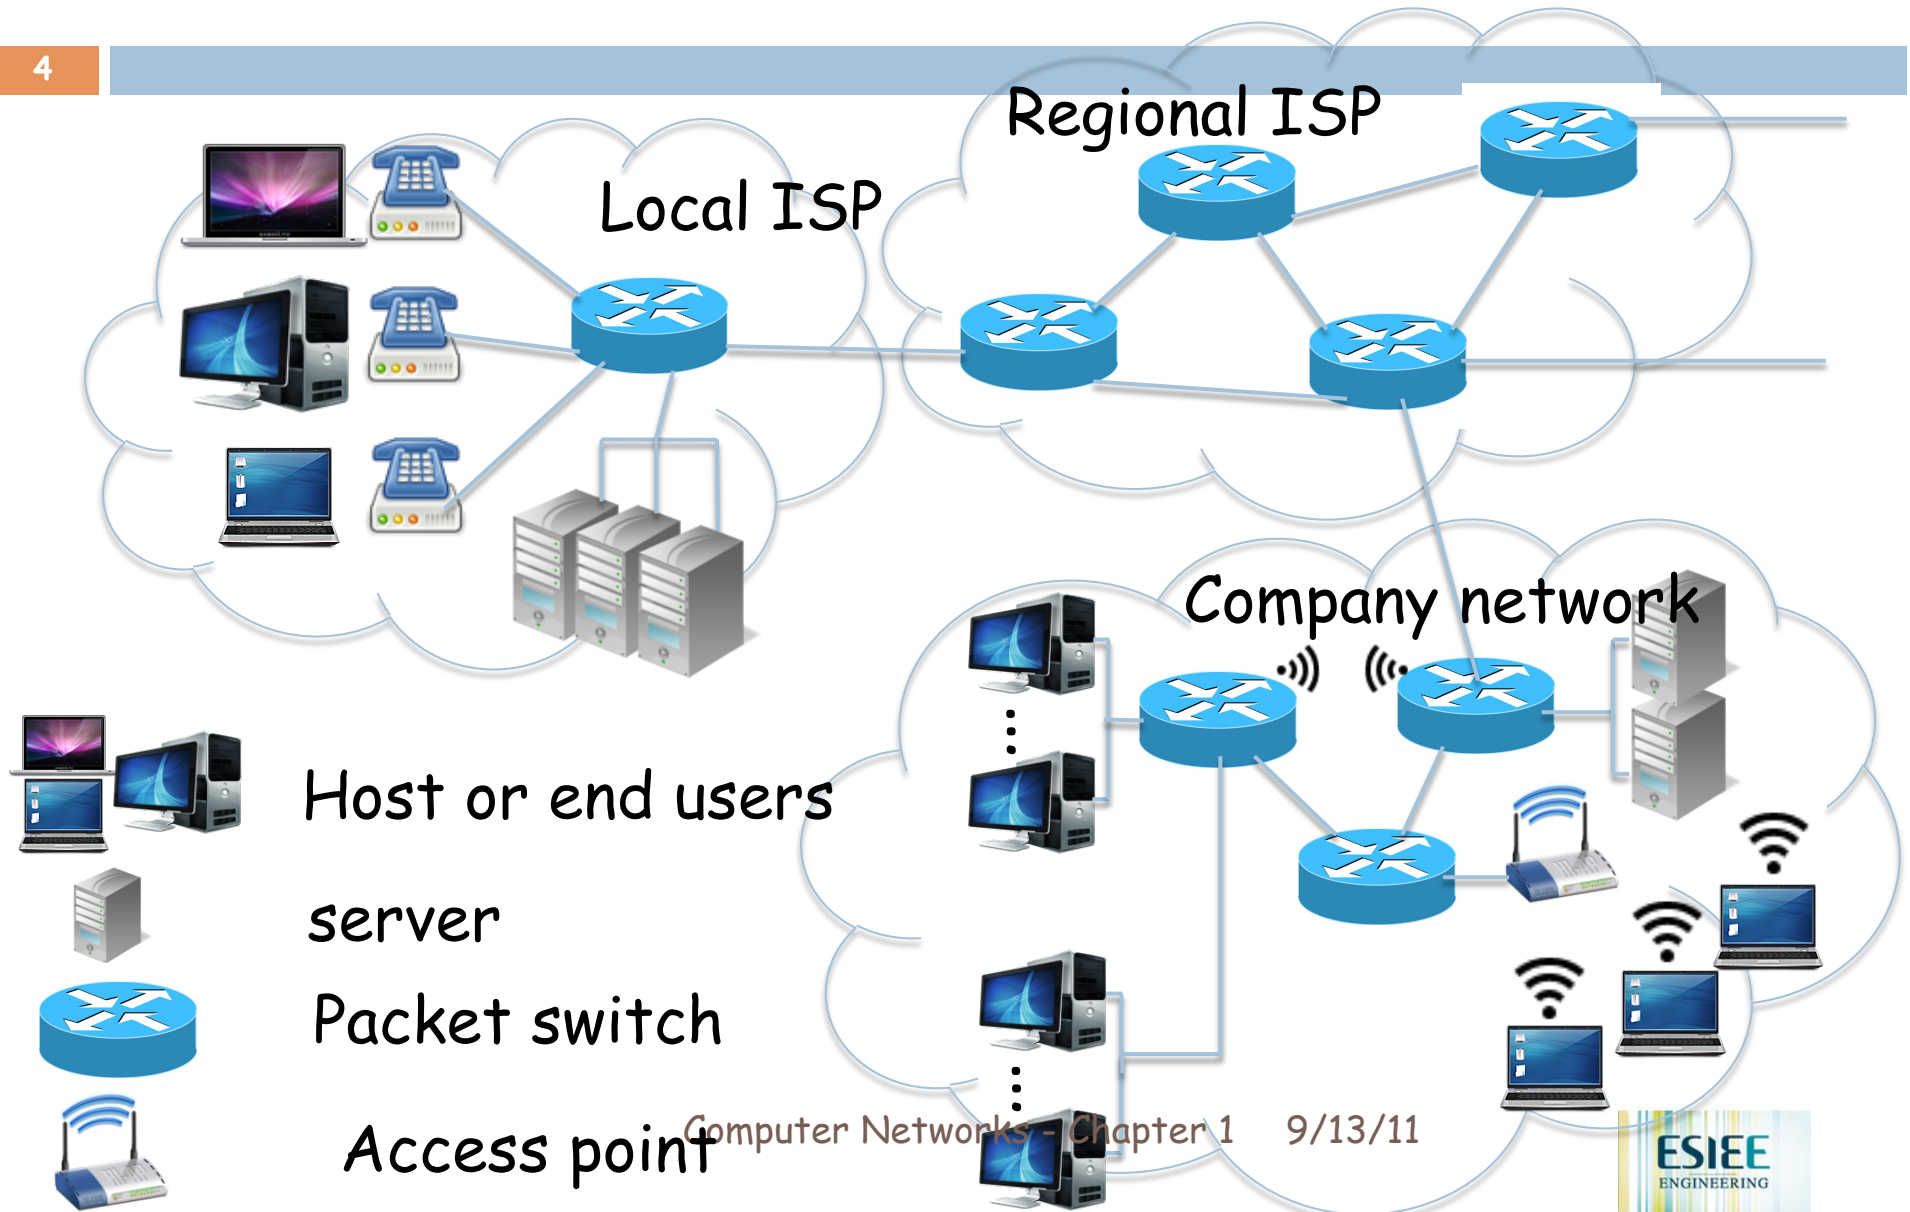 4
Regional ISP
Local ISP
Company network
Host or end users
server
Packet switch
Access point
Computer Networks - Chapter 1 9/13/11
ESIEE
ENGINEERING